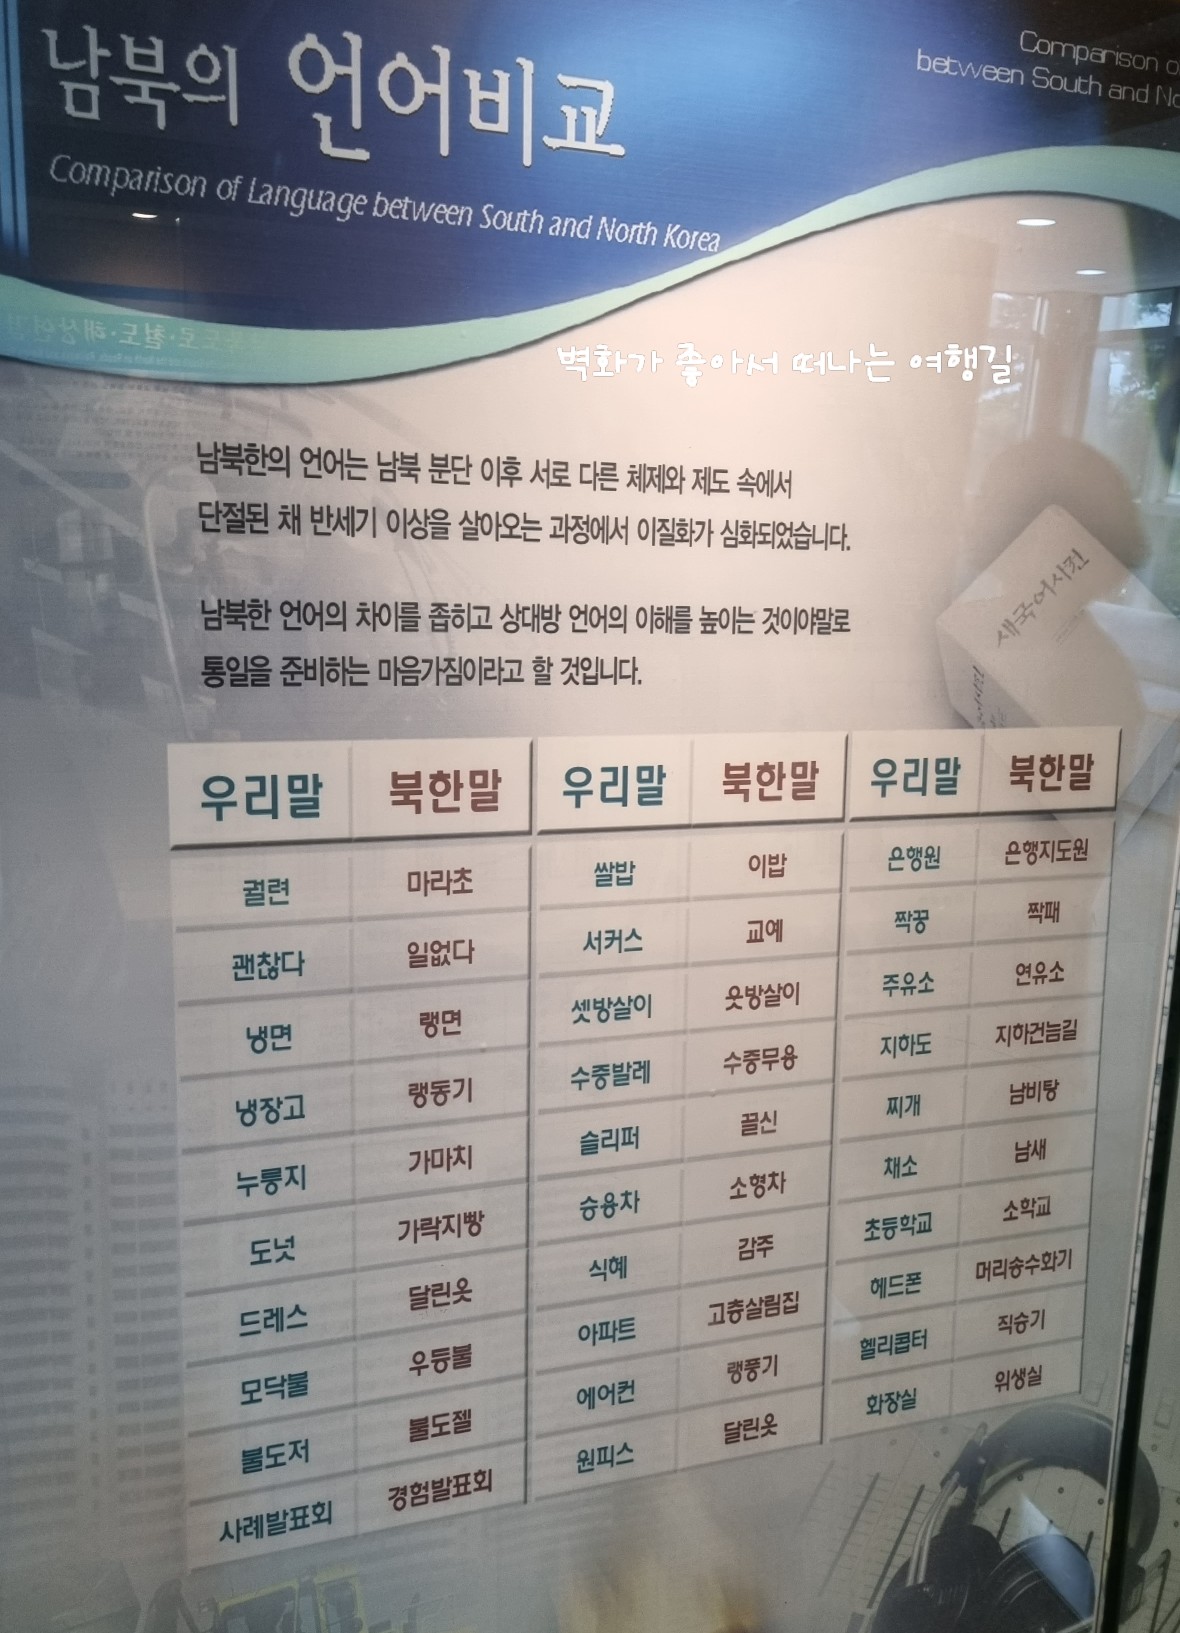 남북의 언어비교
Comparison of Language between South and North Korea
Comparison
between South and
벽화가 좋아서 떠나는 여행길
남북한의 언어는 남북 분단 이후 서로 다른 체제와 제도 속에서
단절된 채 반세기 이상을 살아오는 과정에서 이질화가 심화되었습니다.
남북한 언어의 차이를 좁히고 상대방 언어의 이해를 높이는 것이야말로
통일을 준비하는 마음가짐이라고 할 것입니다.
새국어사전
우리말 북한말 우리말 북한말 우리말 북한말
궐련 마라초 쌀밥 이밥 은행원 은행지도원
괜찮다 일없다 서커스 교예 짝꿍 짝패
냉면 랭면 셋방살이 웃방살이 주유소 연유소
냉장고 랭동기 수중발레 수중무용 지하도 지하건늠길
누룽지 가마치 슬리퍼 끌신 찌개 남비탕
도넛 가락지빵 승용차 소형차 채소 남새
드레스 달린옷 식혜 감주 초등학교 소학교
모닥불 우등불 아파트 고층살림집 헤드폰 머리송수화기
불도저 불도젤 에어컨 랭풍기 헬리콥터 직승기
사례발표회 경험발표회 원피스 달린옷 화장실 위생실